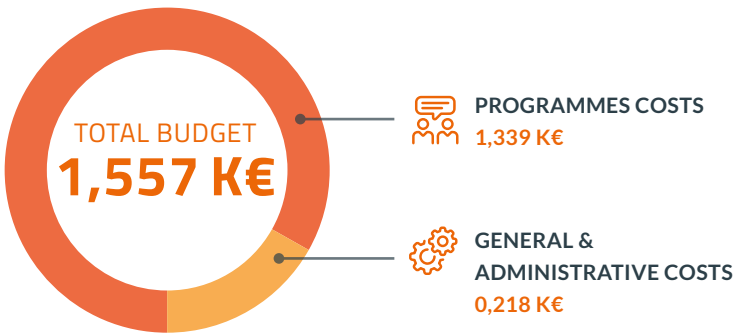 TOTAL BUDGET
1,557 K€
PROGRAMMES COSTS
1,339 K€
GENERAL &
ADMINISTRATIVE COSTS
0,218 K€